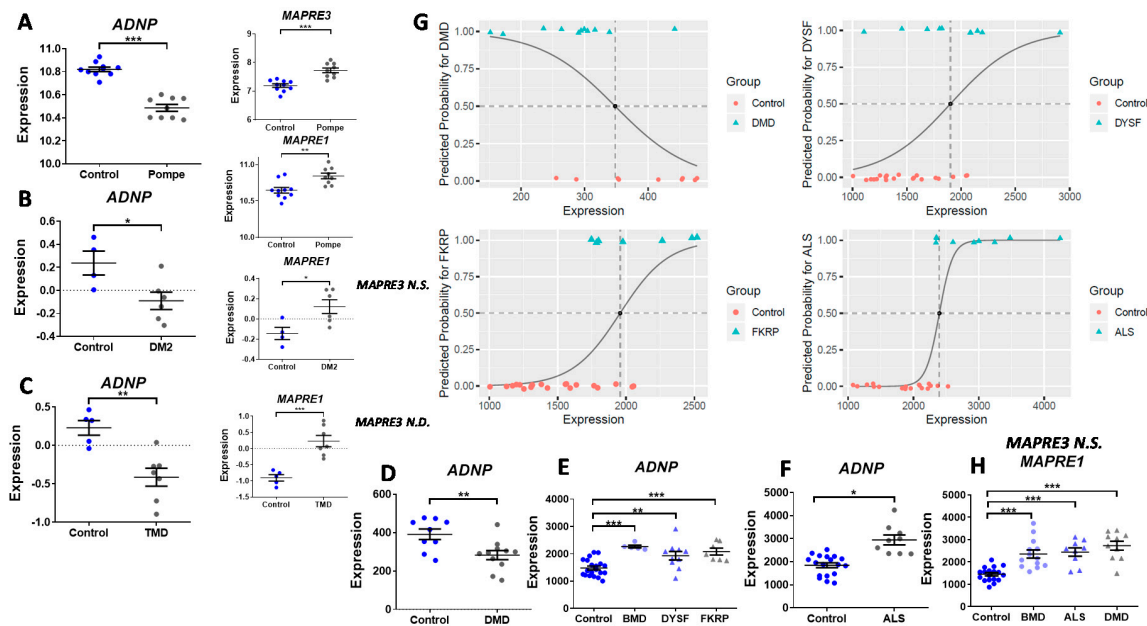 A
ADNP
***
Expression
11.0
10.8
10.6
10.4
10.2
10.0
Control
Pompe
MAPRE3
***
Expression
9
8
7
6
Control
Pompe
MAPRE1
**
Expression
11.0
10.5
10.0
Control
Pompe
B
ADNP
*
Expression
0.6
0.4
0.2
0.0
-0.2
-0.4
Control
DM2
MAPRE1
*
Expression
0.4
0.2
0.0
-0.2
-0.4
Control
DM2
MAPRE3 N.S.
C
ADNP
**
Expression
0.5
0.0
-0.5
-1.0
Control
TMD
MAPRE1
***
Expression
1.0
0.5
0.0
-0.5
-1.0
-1.5
Control
TMD
MAPRE3 N.D.
D
ADNP
**
Expression
600
400
200
0
Control
DMD
E
ADNP
***
**
***
Expression
4000
3000
2000
1000
0
Control
BMD
DYSF
FKRP
F
ADNP
*
Expression
5000
4000
3000
2000
1000
0
Control
ALS
G
Predicted Probability for DMD
1.00
0.75
0.50
0.25
0.00
200
400
Expression
Group
Control
DMD
Predicted Probability for DYSF
1.00
0.75
0.50
0.25
0.00
1000
1500
2000
2500
3000
Expression
Group
Control
DYSF
Predicted Probability for FKRP
1.00
0.75
0.50
0.25
0.00
1000
1500
2000
2500
Expression
Group
Control
FKRP
Predicted Probability for ALS
1.00
0.75
0.50
0.25
0.00
1000
2000
3000
4000
Expression
Group
Control
ALS
H
MAPRE3 N.S.
MAPRE1
***
***
***
Expression
5000
4000
3000
2000
1000
0
Control
BMD
ALS
DMD